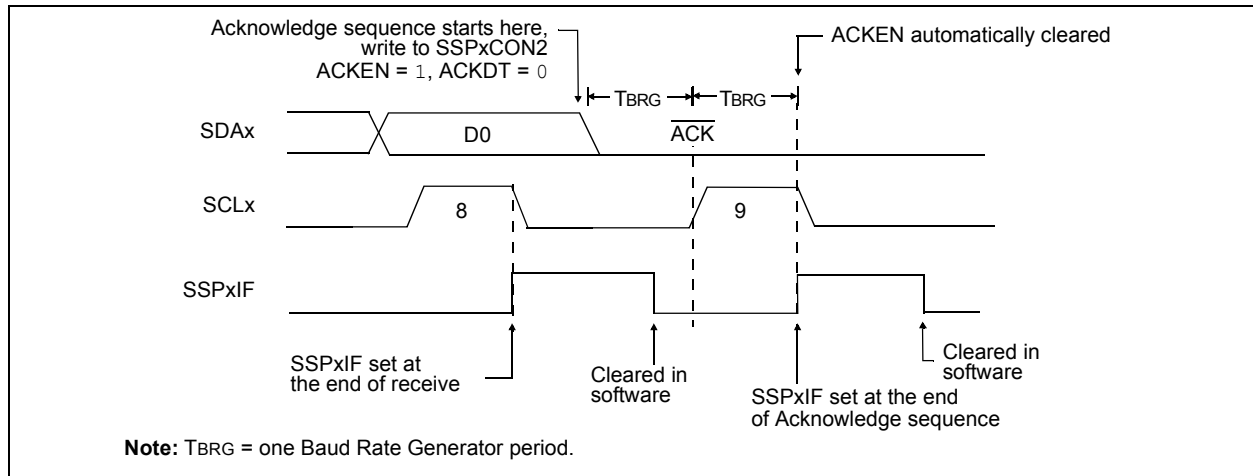 Acknowledge sequence starts here,
write to SSPxCON2
ACKEN = 1, ACKDT = 0
ACKEN automatically cleared
TBRG
TBRG
SDAx
D0
ACK
SCLx
8
9
SSPxIF
SSPxIF set at
the end of receive
Cleared in
software
SSPxIF set at the end
of Acknowledge sequence
Cleared in
software
Note: TBRG = one Baud Rate Generator period.